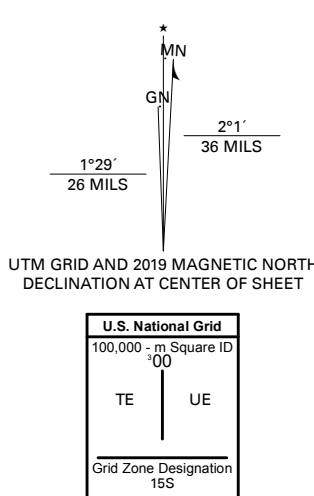 ★
MN
GN
2°1´
36 MILS
1°29´
26 MILS
UTM GRID AND 2019 MAGNETIC NORTH
DECLINATION AT CENTER OF SHEET
U.S. National Grid
100,000 - m Square ID
³00
TE UE
Grid Zone Designation
15S